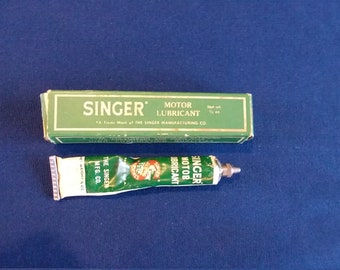 SINGER*
MOTOR
LUBRICANT
*A Trade Mark of THE SINGER MANUFACTURING CO.
SINGER
MOTOR
LUBRICANT
THE SINGER
MFG. CO.